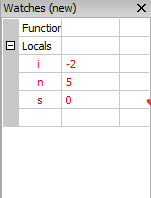 Watches (new)
Function
Locals
i -2
n 5
s 0